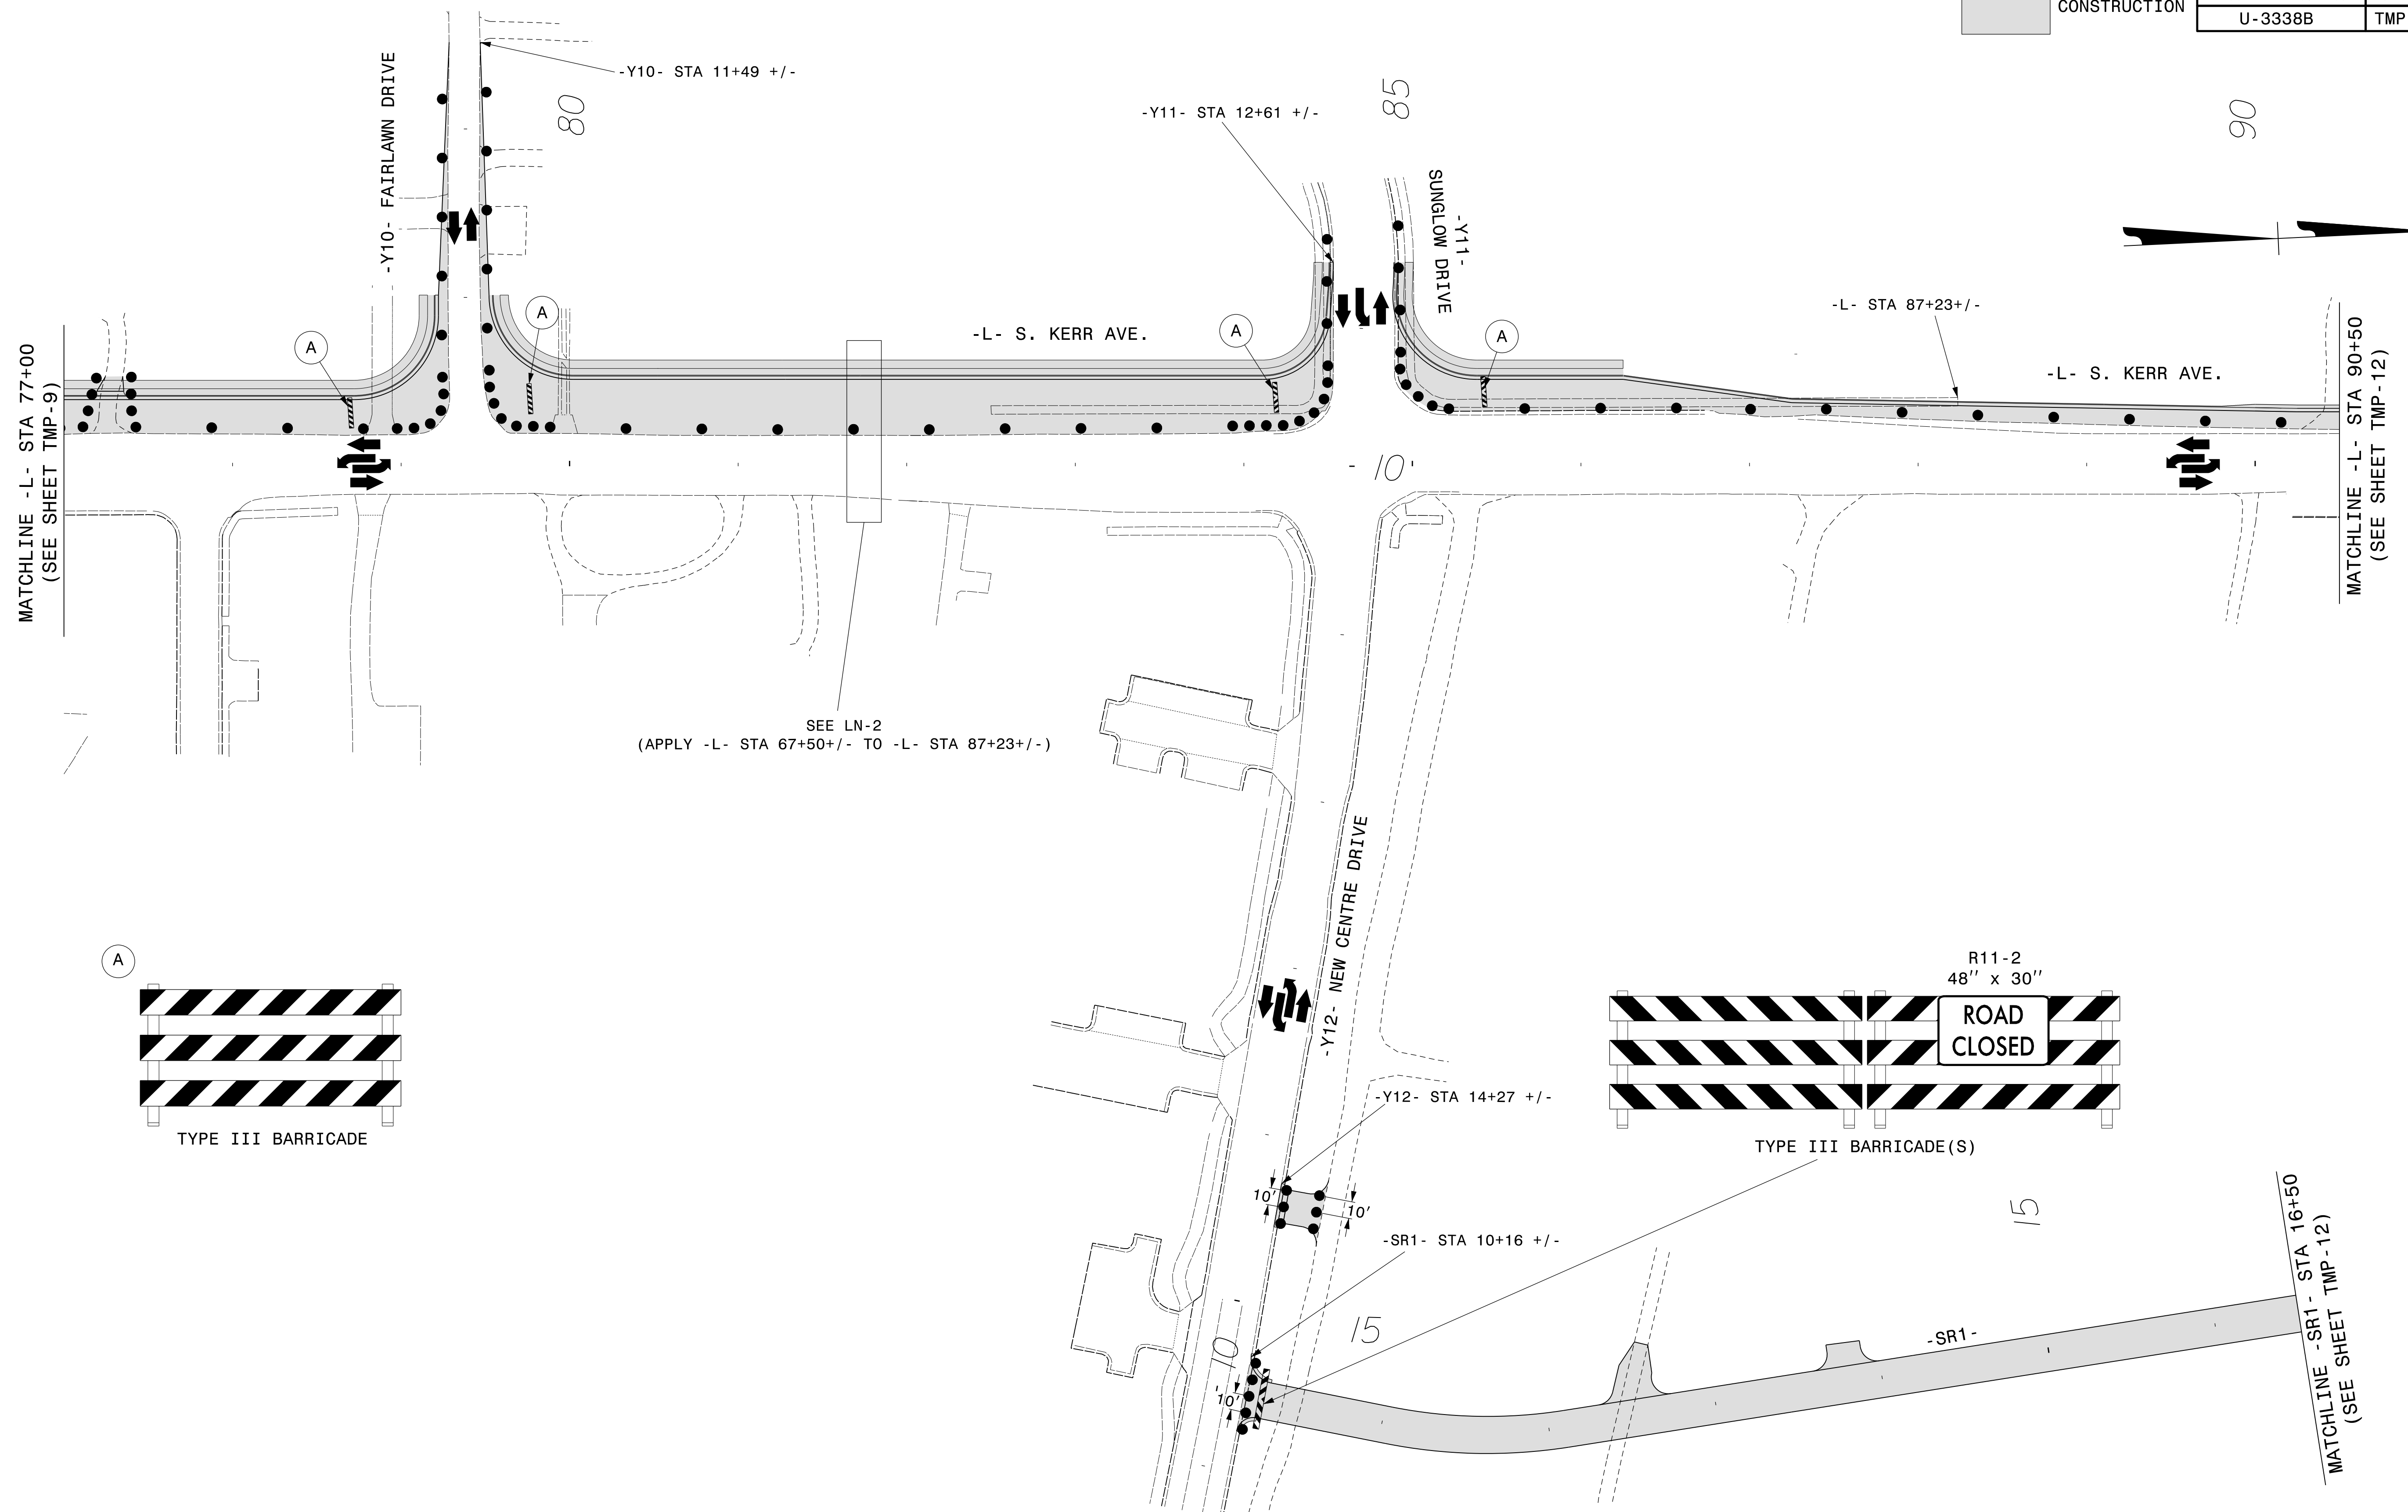 CONSTRUCTION
U-3338B
TMP
-Y10- STA 11+49 +/-
-Y10- FAIRLAWN DRIVE
80
-Y11- STA 12+61 +/-
85
90
-Y11-
SUNGLOW DRIVE
-L- STA 87+23+/-
A
A
A
A
-L- S. KERR AVE.
-L- S. KERR AVE.
MATCHLINE -L- STA 77+00
(SEE SHEET TMP-9)
MATCHLINE -L- STA 90+50
(SEE SHEET TMP-12)
10
SEE LN-2
(APPLY -L- STA 67+50+/- TO -L- STA 87+23+/-)
-Y12- NEW CENTRE DRIVE
A
TYPE III BARRICADE
R11-2
48'' x 30''
ROAD
CLOSED
TYPE III BARRICADE(S)
-Y12- STA 14+27 +/-
10'
10'
-SR1- STA 10+16 +/-
15
15
10
10'
-SR1-
MATCHLINE -SR1- STA 16+50
(SEE SHEET TMP-12)